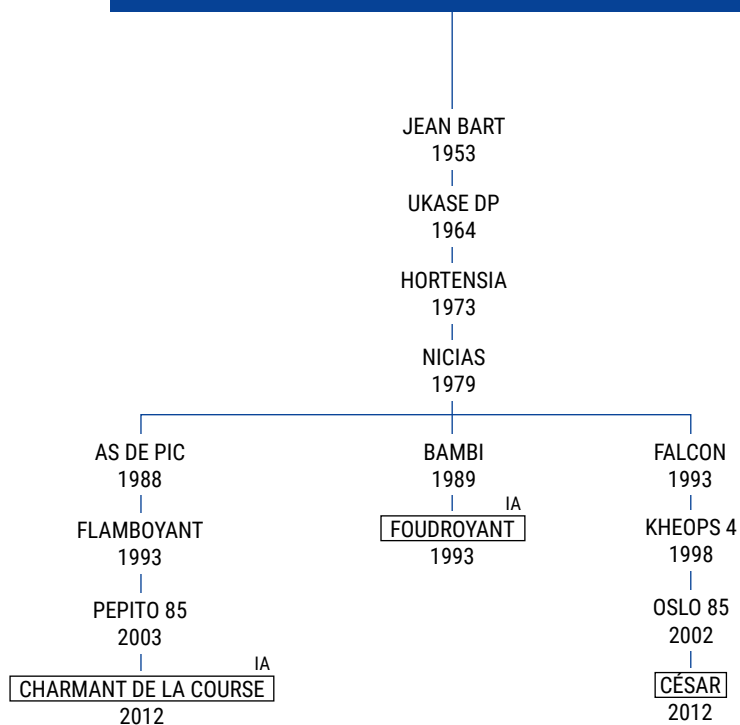 JEAN BART
1953
UKASE DP
1964
HORTENSIA
1973
NICIAS
1979
AS DE PIC
1988
FLAMBOYANT
1993
PEPITO 85
2003
IA
CHARMANT DE LA COURSE
2012
BAMBI
1989
IA
FOUDROYANT
1993
FALCON
1993
KHEOPS 4
1998
OSLO 85
2002
CÉSAR
2012